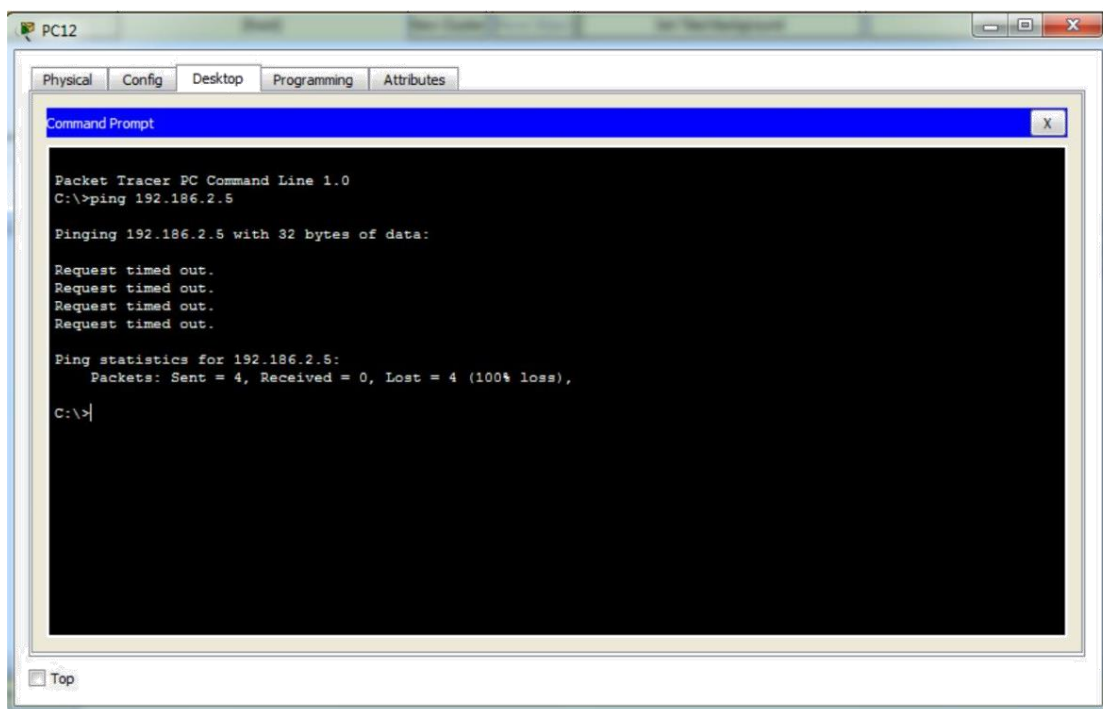 PC12
Physical Config Desktop Programming Attributes
Command Prompt
X
Packet Tracer PC Command Line 1.0
C:\>ping 192.186.2.5
Pinging 192.186.2.5 with 32 bytes of data:
Request timed out.
Request timed out.
Request timed out.
Request timed out.
Ping statistics for 192.186.2.5:
Packets: Sent = 4, Received = 0, Lost = 4 (100% loss),
C:\>
Top